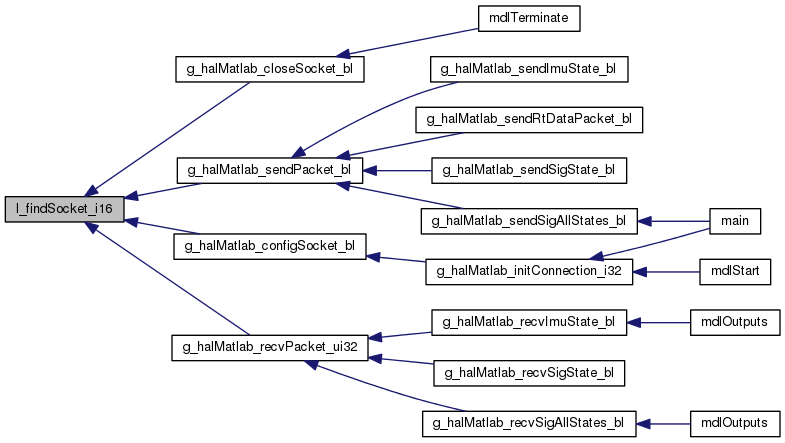 mdlTerminate
g_halMatlab_closeSocket_bl
g_halMatlab_sendImuState_bl
g_halMatlab_sendRtDataPacket_bl
g_halMatlab_sendPacket_bl
g_halMatlab_sendSigState_bl
l_findSocket_i16
g_halMatlab_sendSigAllStates_bl
main
g_halMatlab_configSocket_bl
g_halMatlab_initConnection_i32
mdlStart
g_halMatlab_recvImuState_bl
mdlOutputs
g_halMatlab_recvPacket_ui32
g_halMatlab_recvSigState_bl
g_halMatlab_recvSigAllStates_bl
mdlOutputs